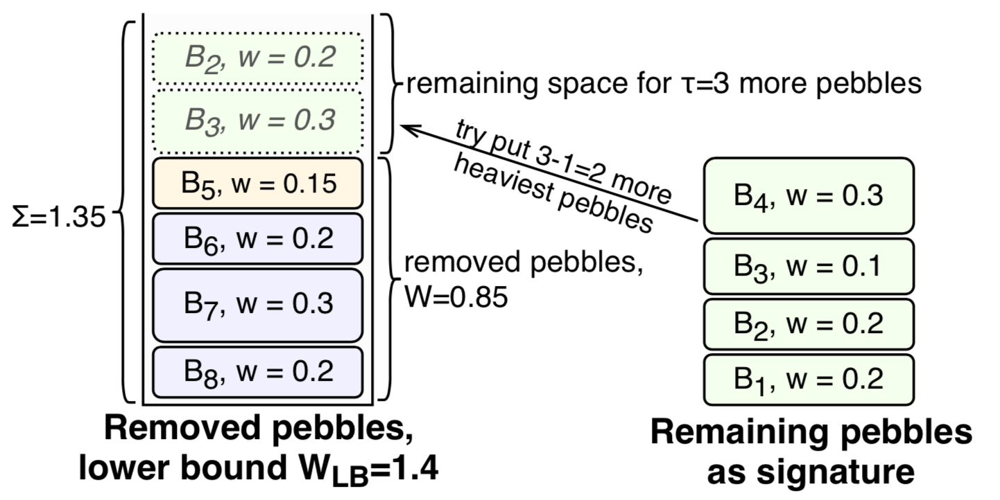 B2, w = 0.2
B3, w = 0.3
B5, w = 0.15
B6, w = 0.2
B7, w = 0.3
B8, w = 0.2
Σ=1.35
remaining space for τ=3 more pebbles
try put 3-1=2 more
heaviest pebbles
removed pebbles,
W=0.85
Removed pebbles,
lower bound WLB=1.4
B4, w = 0.3
B3, w = 0.1
B2, w = 0.2
B1, w = 0.2
Remaining pebbles
as signature